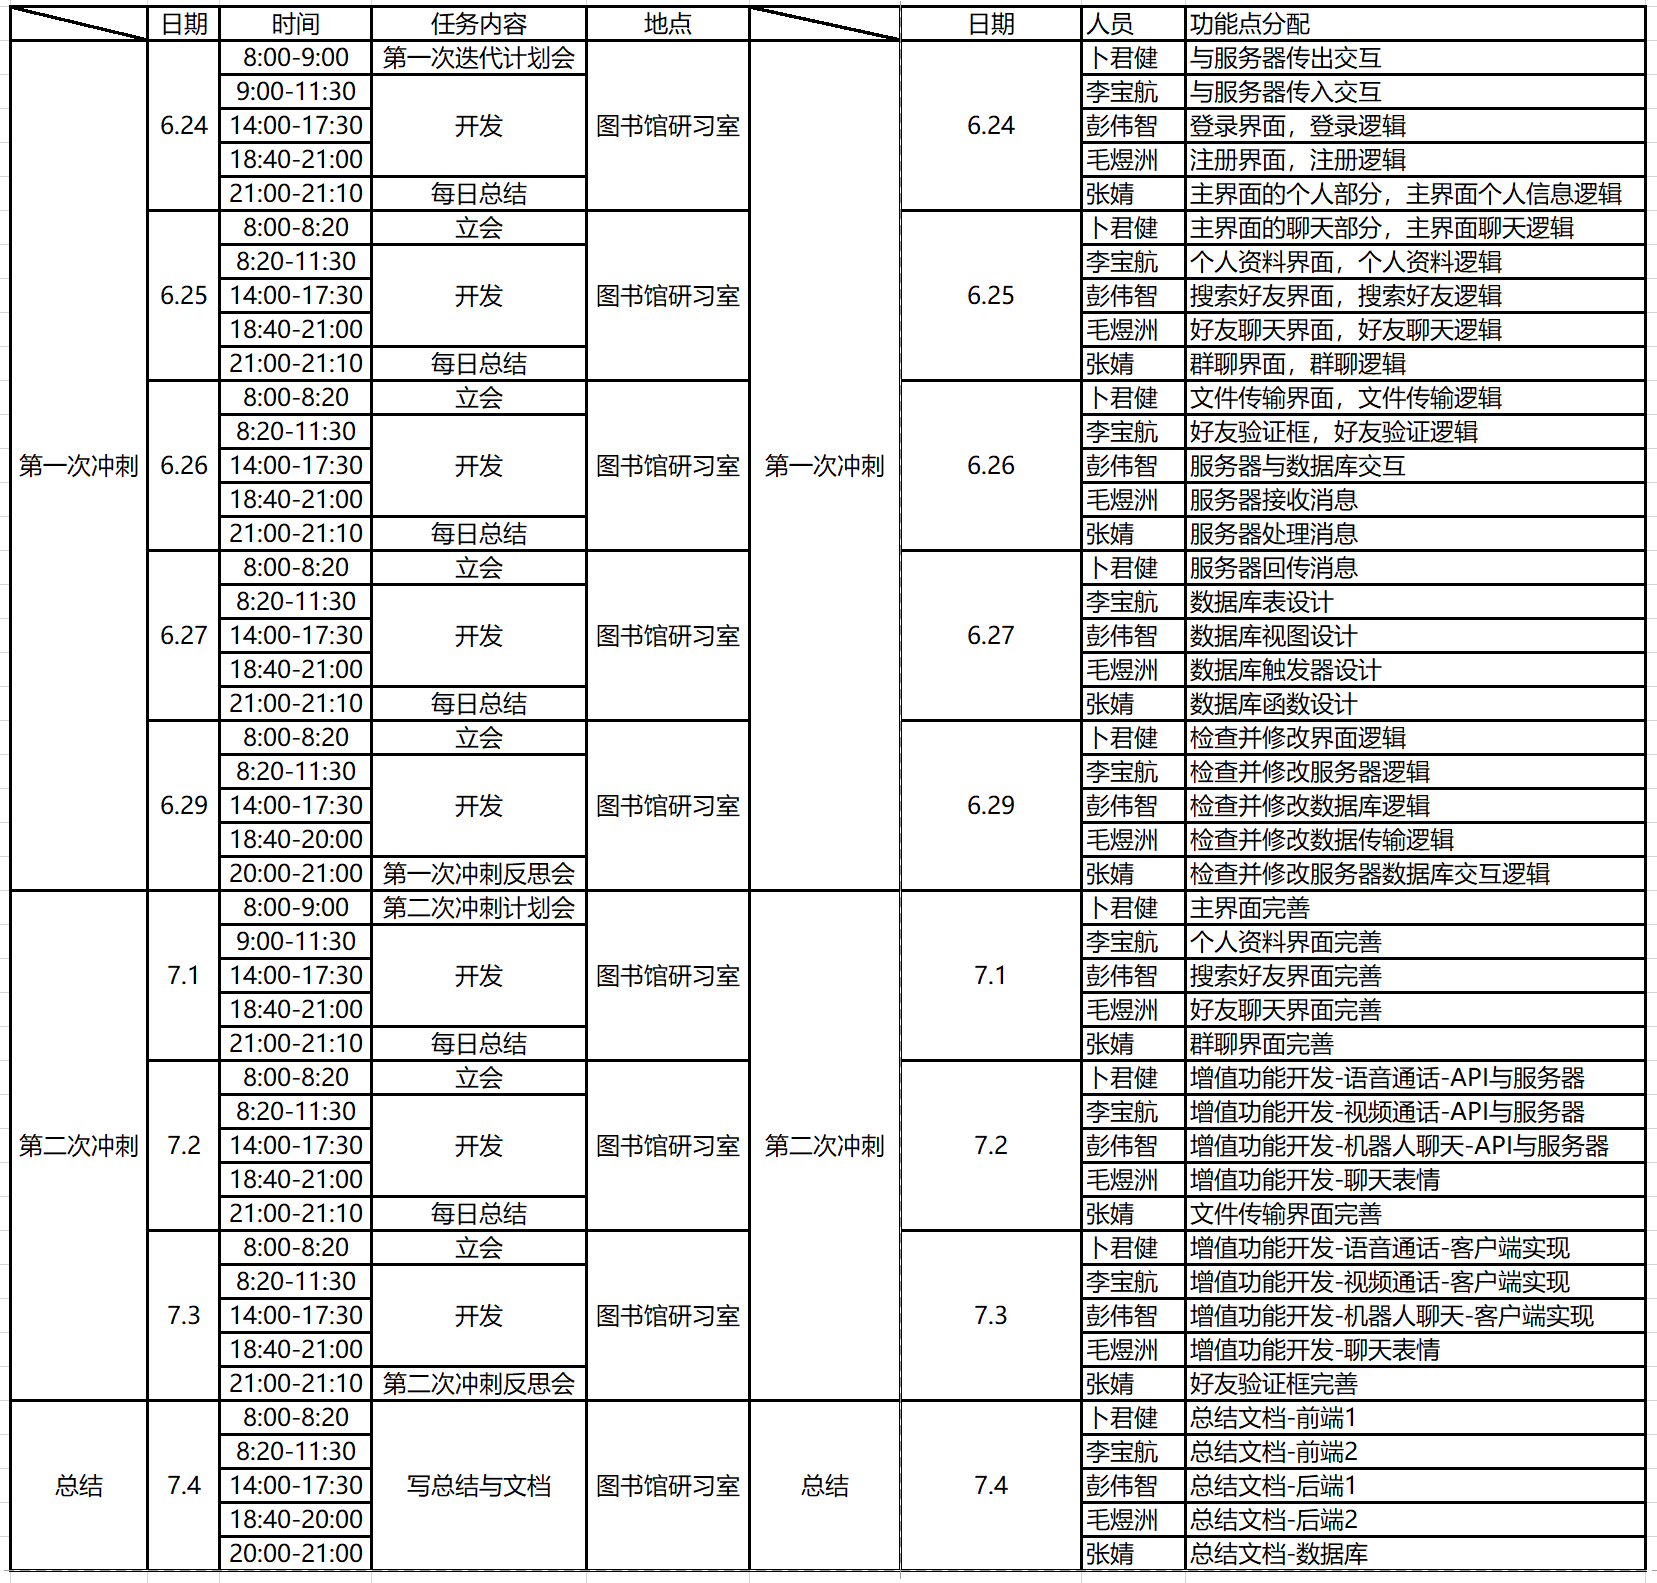 日期 时间 任务内容 地点 日期 人员 功能点分配
8:00-9:00 第一次迭代计划会 卜君健 与服务器传出交互
9:00-11:30 李宝航 与服务器传入交互
6.24 14:00-17:30 开发 图书馆研习室 6.24 彭伟智 登录界面，登录逻辑
18:40-21:00 毛煜洲 注册界面，注册逻辑
21:00-21:10 每日总结 张婧 主界面的个人部分，主界面个人信息逻辑
8:00-8:20 立会 卜君健 主界面的聊天部分，主界面聊天逻辑
8:20-11:30 李宝航 个人资料界面，个人资料逻辑
6.25 14:00-17:30 开发 图书馆研习室 6.25 彭伟智 搜索好友界面，搜索好友逻辑
18:40-21:00 毛煜洲 好友聊天界面，好友聊天逻辑
21:00-21:10 每日总结 张婧 群聊界面，群聊逻辑
8:00-8:20 立会 卜君健 文件传输界面，文件传输逻辑
8:20-11:30 李宝航 好友验证框，好友验证逻辑
第一次冲刺 6.26 14:00-17:30 开发 图书馆研习室 第一次冲刺 6.26 彭伟智 服务器与数据库交互
18:40-21:00 毛煜洲 服务器接收消息
21:00-21:10 每日总结 张婧 服务器处理消息
8:00-8:20 立会 卜君健 服务器回传消息
8:20-11:30 李宝航 数据库表设计
6.27 14:00-17:30 开发 图书馆研习室 6.27 彭伟智 数据库视图设计
18:40-21:00 毛煜洲 数据库触发器设计
21:00-21:10 每日总结 张婧 数据库函数设计
8:00-8:20 立会 卜君健 检查并修改界面逻辑
8:20-11:30 李宝航 检查并修改服务器逻辑
6.29 14:00-17:30 开发 图书馆研习室 6.29 彭伟智 检查并修改数据库逻辑
18:40-20:00 毛煜洲 检查并修改数据传输逻辑
20:00-21:00 第一次冲刺反思会 张婧 检查并修改服务器数据库交互逻辑
8:00-9:00 第二次冲刺计划会 卜君健 主界面完善
9:00-11:30 李宝航 个人资料界面完善
7.1 14:00-17:30 开发 图书馆研习室 7.1 彭伟智 搜索好友界面完善
18:40-21:00 毛煜洲 好友聊天界面完善
21:00-21:10 每日总结 张婧 群聊界面完善
8:00-8:20 立会 卜君健 增值功能开发-语音通话-API与服务器
8:20-11:30 李宝航 增值功能开发-视频通话-API与服务器
第二次冲刺 7.2 14:00-17:30 开发 图书馆研习室 第二次冲刺 7.2 彭伟智 增值功能开发-机器人聊天-API与服务器
18:40-21:00 毛煜洲 增值功能开发-聊天表情
21:00-21:10 每日总结 张婧 文件传输界面完善
8:00-8:20 立会 卜君健 增值功能开发-语音通话-客户端实现
8:20-11:30 李宝航 增值功能开发-视频通话-客户端实现
7.3 14:00-17:30 开发 图书馆研习室 7.3 彭伟智 增值功能开发-机器人聊天-客户端实现
18:40-21:00 毛煜洲 增值功能开发-聊天表情
21:00-21:10 第二次冲刺反思会 张婧 好友验证框完善
8:00-8:20 卜君健 总结文档-前端1
8:20-11:30 李宝航 总结文档-前端2
总结 7.4 14:00-17:30 写总结与文档 图书馆研习室 总结 7.4 彭伟智 总结文档-后端1
18:40-20:00 毛煜洲 总结文档-后端2
20:00-21:00 张婧 总结文档-数据库